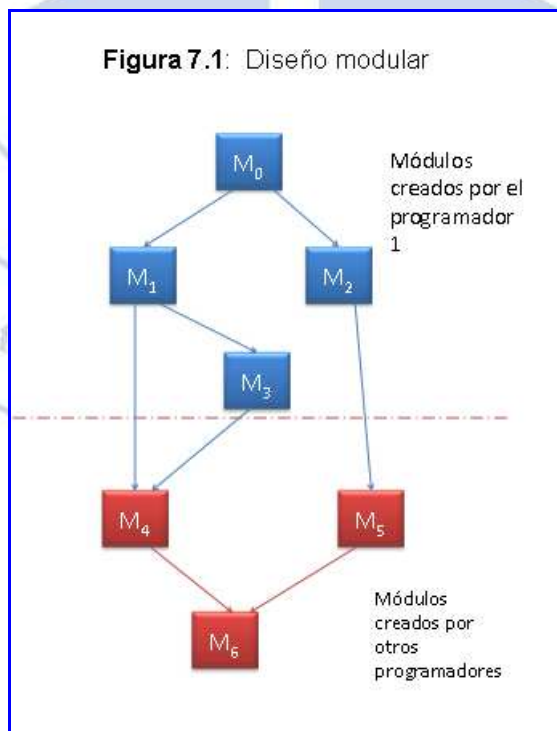 Figura 7.1: Diseño modular
M₀
Módulos
creados por el
programador
1
M₁
M₂
M₃
M₄
M₅
Módulos
creados por
otros
programadores
M₆